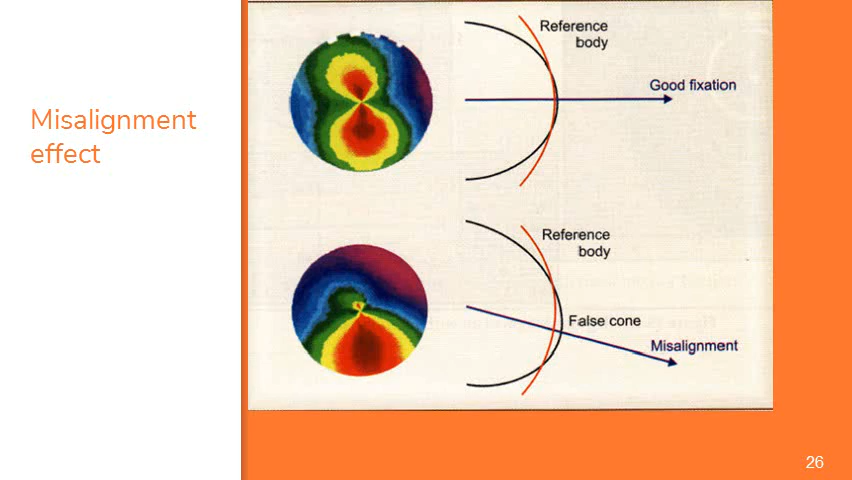 Misalignment
effect
Reference
body
Good fixation
Reference
body
False cone
Misalignment
26